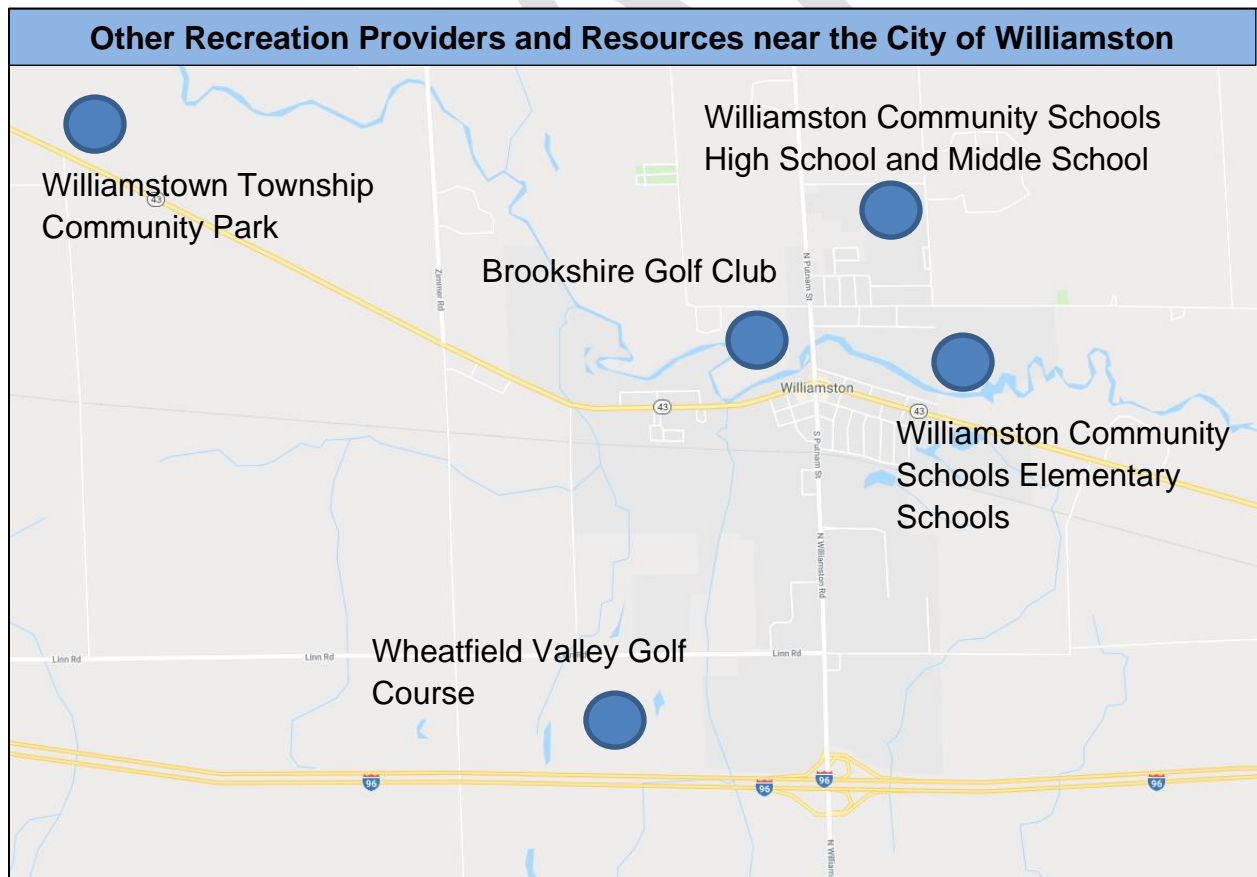 Other Recreation Providers and Resources near the City of Williamston
Williamston Community Schools
High School and Middle School
Williamstown Township
Community Park
43
Zimmer Rd
N Putnam St
Brookshire Golf Club
Williamston
43
43
S Putnam St
Williamston Community
Schools Elementary
Schools
N Williamston Rd
Wheatfield Valley Golf
Course
Linn Rd
Linn Rd
Linn Rd
96
96
96
96
N William